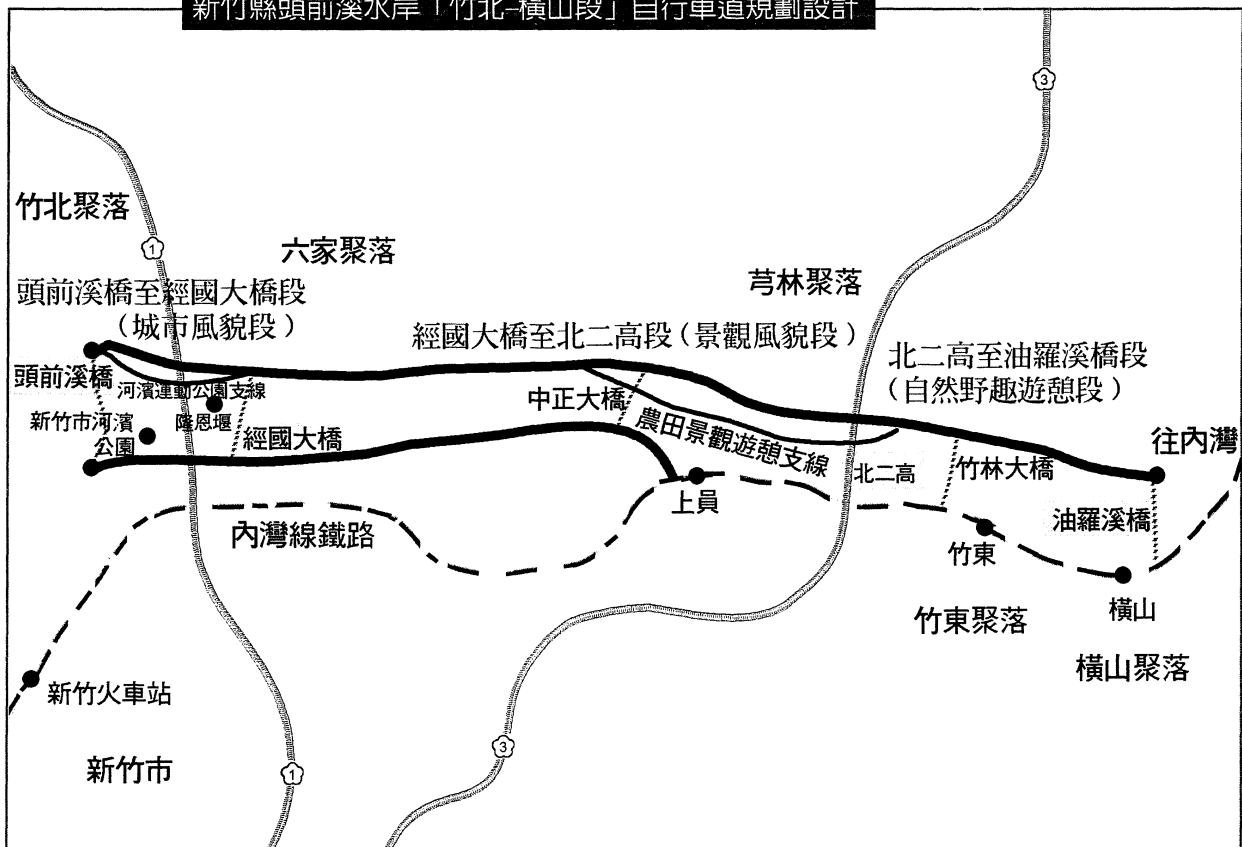 新竹縣頭前溪水岸「竹北–橫山段」自行車道規劃設計
3
竹北聚落
1
六家聚落
芎林聚落
頭前溪橋至經國大橋段
(城市風貌段)
經國大橋至北二高段(景觀風貌段)
北二高至油羅溪橋段
(自然野趣遊憩段)
頭前溪橋
河濱運動公園支線
中正大橋
新竹市河濱
公園
隆恩堰
經國大橋
農田景觀遊憩支線
北二高
竹林大橋
往內灣
上員
油羅溪橋
內灣線鐵路
竹東
橫山
竹東聚落
橫山聚落
新竹火車站
新竹市
3
1